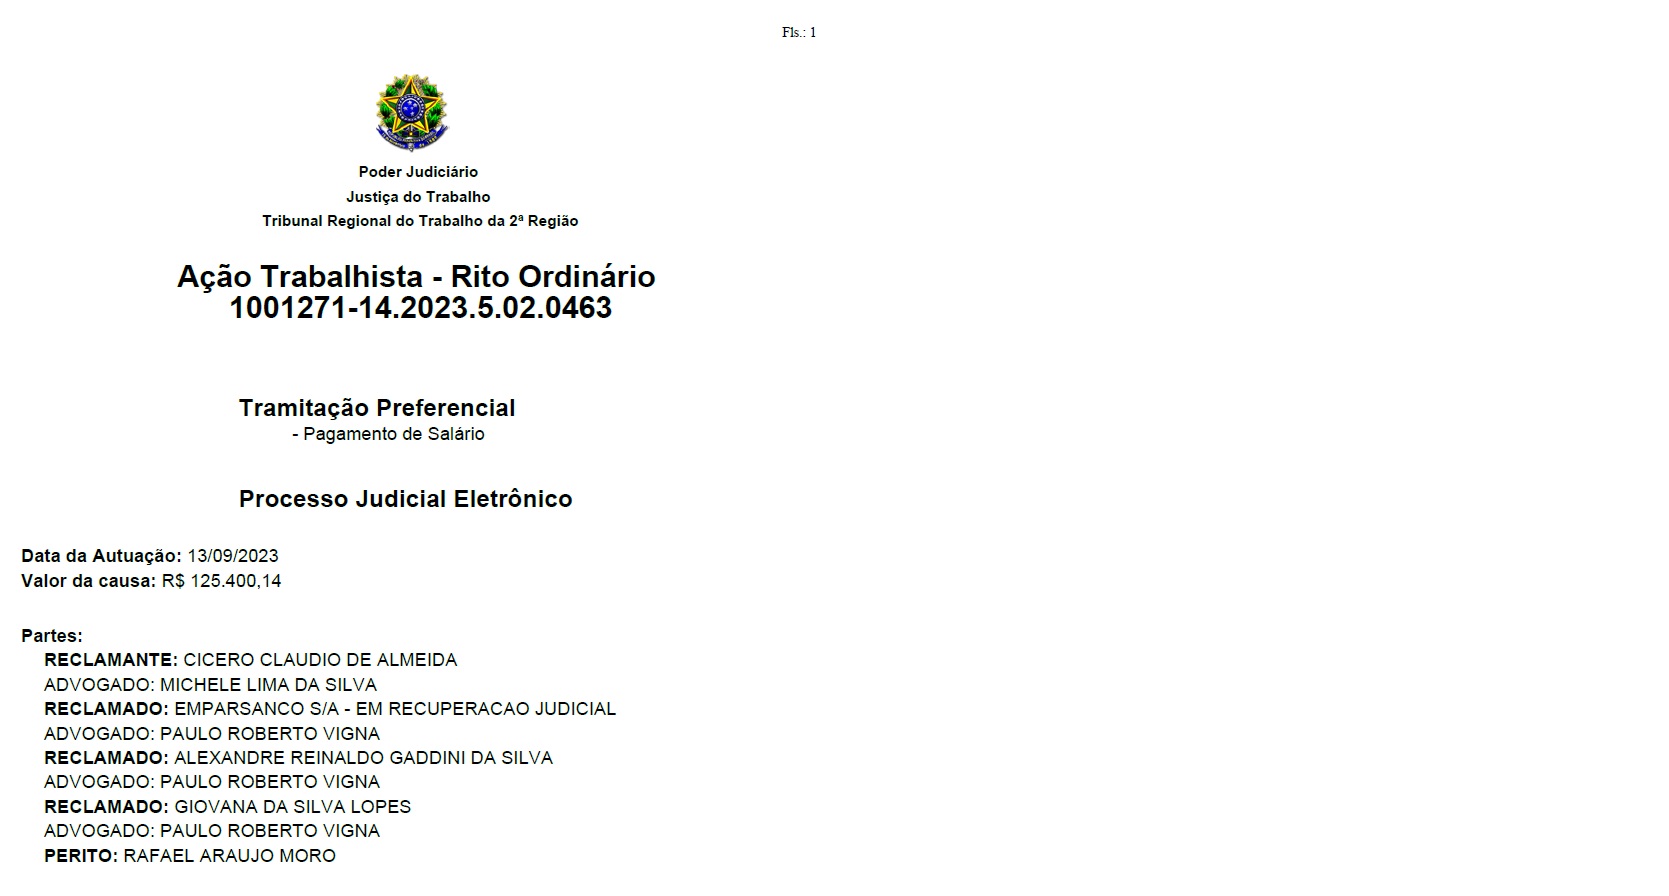 Fls.: 1
Poder Judiciário
Justiça do Trabalho
Tribunal Regional do Trabalho da 2ª Região
Ação Trabalhista - Rito Ordinário
1001271-14.2023.5.02.0463
Tramitação Preferencial
- Pagamento de Salário
Processo Judicial Eletrônico
Data da Autuação: 13/09/2023
Valor da causa: R$ 125.400,14
Partes:
RECLAMANTE: CICERO CLAUDIO DE ALMEIDA
ADVOGADO: MICHELE LIMA DA SILVA
RECLAMADO: EMPARSANCO S/A - EM RECUPERACAO JUDICIAL
ADVOGADO: PAULO ROBERTO VIGNA
RECLAMADO: ALEXANDRE REINALDO GADDINI DA SILVA
ADVOGADO: PAULO ROBERTO VIGNA
RECLAMADO: GIOVANA DA SILVA LOPES
ADVOGADO: PAULO ROBERTO VIGNA
PERITO: RAFAEL ARAUJO MORO